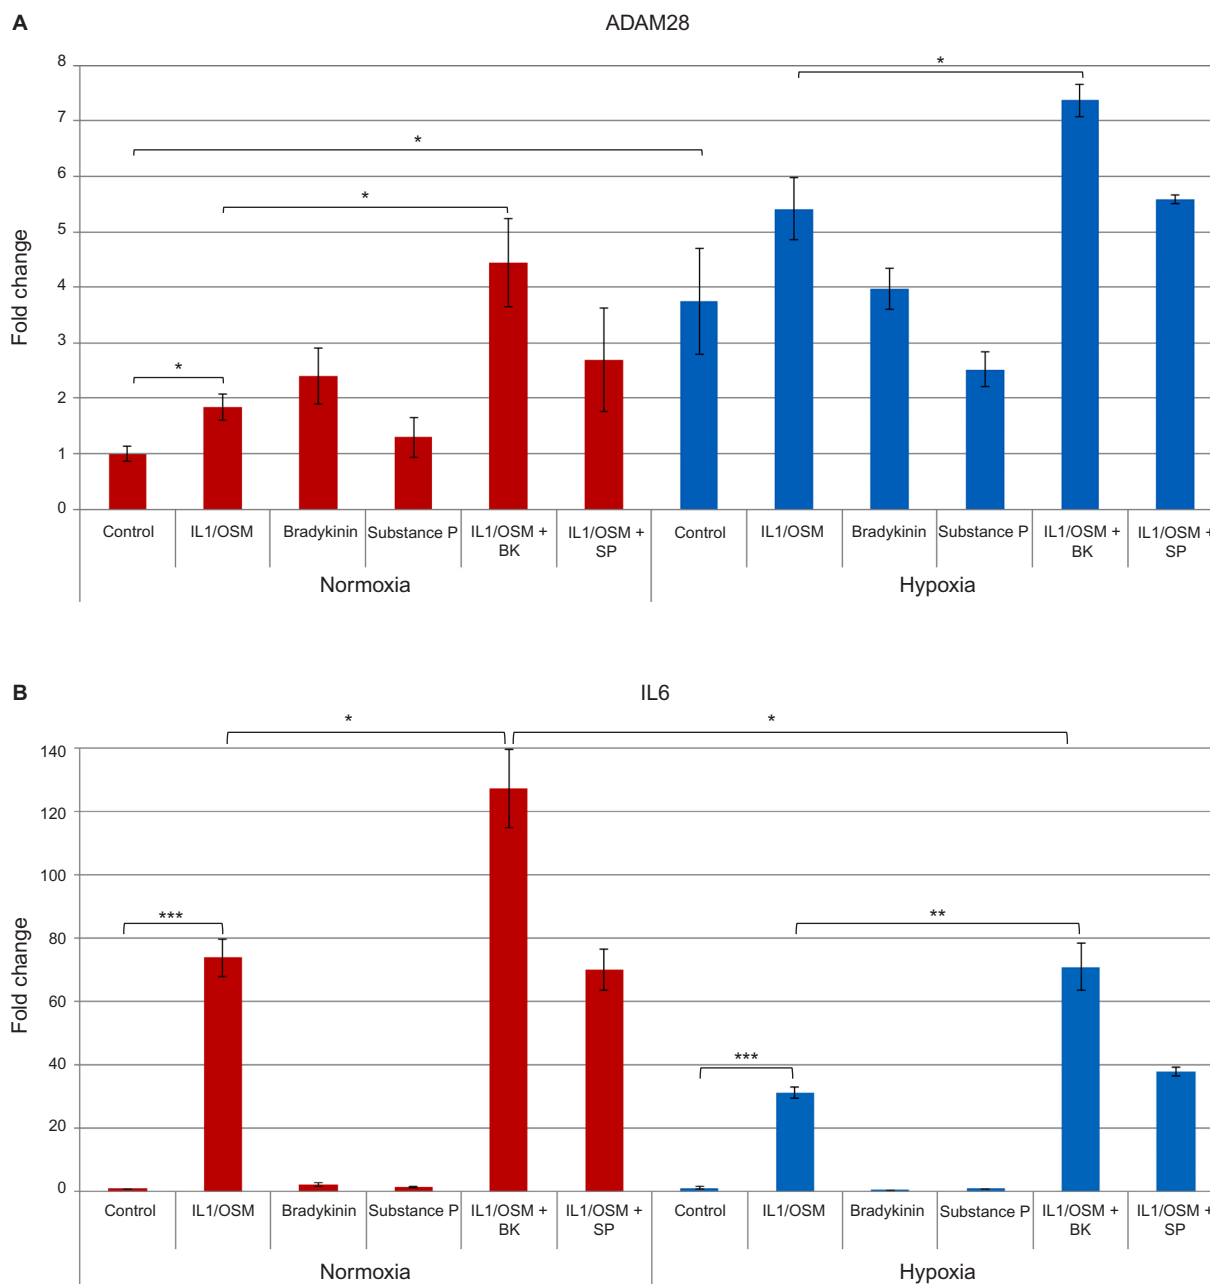 A
ADAM28
Fold change
8
7
6
5
4
3
2
1
0
*
*
*
*
Control
IL1/OSM
Bradykinin
Substance P
IL1/OSM +
BK
IL1/OSM +
SP
Control
IL1/OSM
Bradykinin
Substance P
IL1/OSM +
BK
IL1/OSM +
SP
Normoxia
Hypoxia
B
IL6
Fold change
140
120
100
80
60
40
20
0
*
*
***
**
***
Control
IL1/OSM
Bradykinin
Substance P
IL1/OSM +
BK
IL1/OSM +
SP
Control
IL1/OSM
Bradykinin
Substance P
IL1/OSM +
BK
IL1/OSM +
SP
Normoxia
Hypoxia